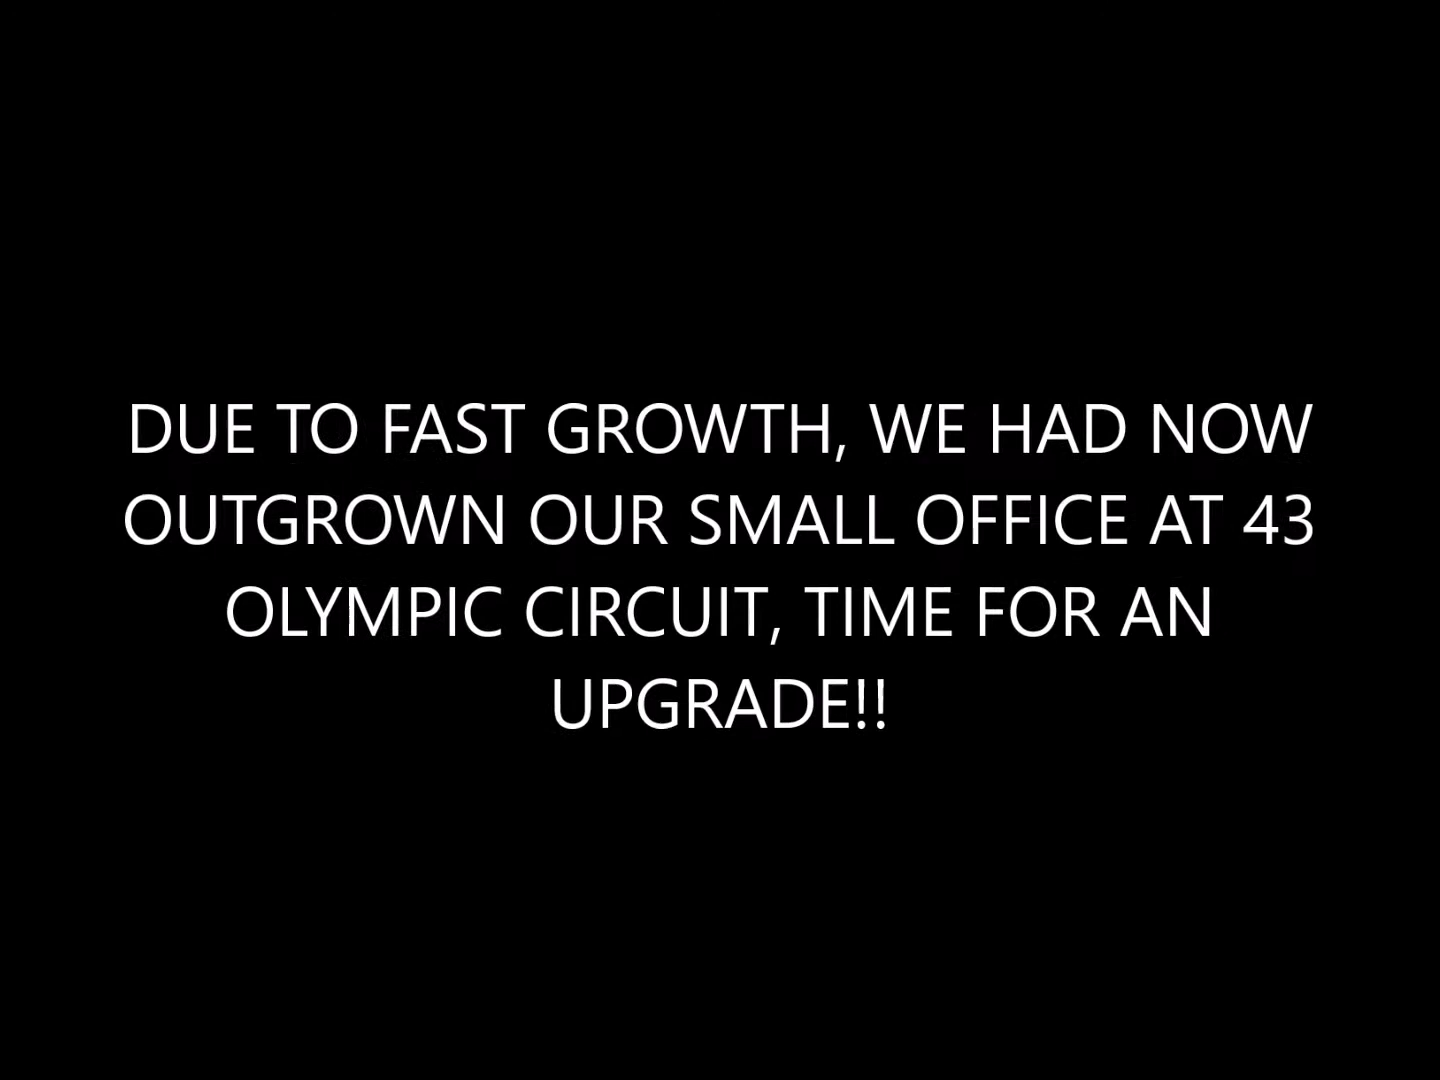 DUE TO FAST GROWTH, WE HAD NOW
OUTGROWN OUR SMALL OFFICE AT 43
OLYMPIC CIRCUIT, TIME FOR AN
UPGRADE!!